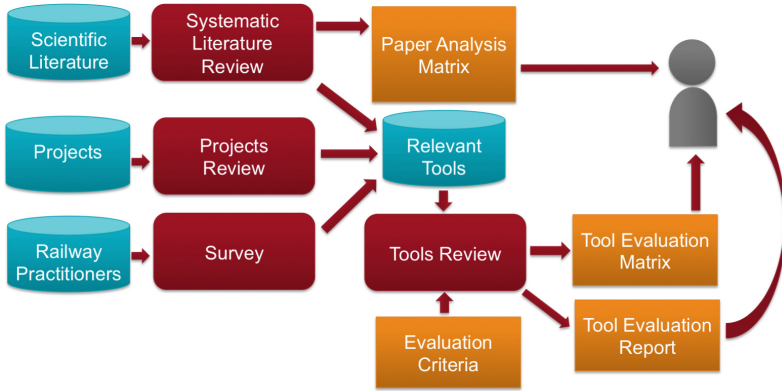 Scientific
Literature
Systematic
Literature
Review
Paper Analysis
Matrix
Projects
Projects
Review
Relevant
Tools
Railway
Practitioners
Survey
Tools Review
Tool Evaluation
Matrix
Evaluation
Criteria
Tool Evaluation
Report